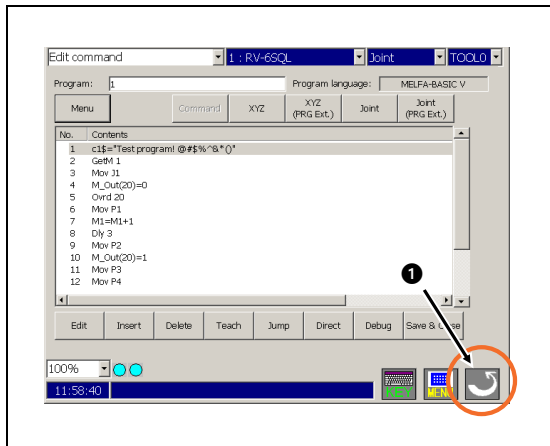 Edit command 1 : RV-6SQL Joint TOOL0
Program: 1 Program language: MELFA-BASIC V
Menu Command XYZ XYZ (PRG Ext.) Joint Joint (PRG Ext.)
No. Contents
1 c1$="Test program! @#$%^&*()"
2 GetM 1
3 Mov J1
4 M_Out(20)=0
5 Ovrd 20
6 Mov P1
7 M1=M1+1
8 Dly 3
9 Mov P2
10 M_Out(20)=1
11 Mov P3
12 Mov P4
1
Edit Insert Delete Teach Jump Direct Debug Save & Close
100%
11:58:40 KEY MENU